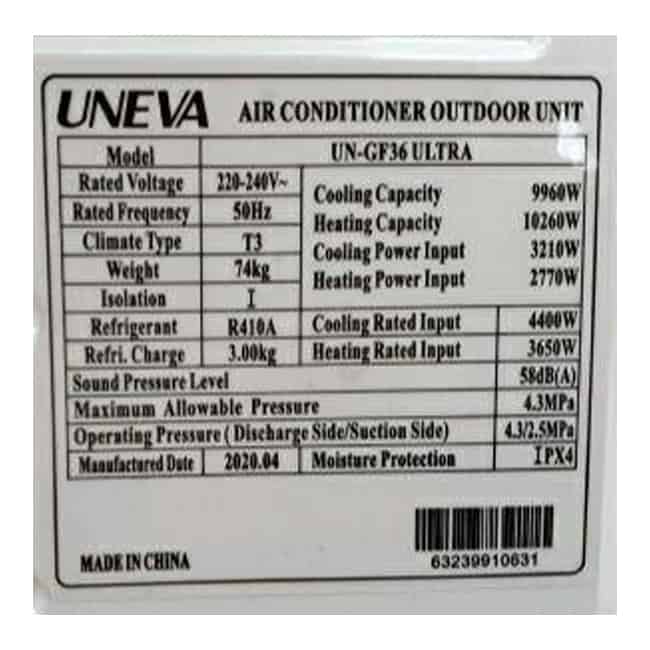 UNEVA AIR CONDITIONER OUTDOOR UNIT
Model UN-GF36 ULTRA
Rated Voltage 220-240V~ Cooling Capacity 9960W
Rated Frequency 50Hz Heating Capacity 10260W
Climate Type T3 Cooling Power Input 3210W
Weight 74kg Heating Power Input 2770W
Isolation I
Refrigerant R410A Cooling Rated Input 4400W
Refri. Charge 3.00kg Heating Rated Input 3650W
Sound Pressure Level 58dB(A)
Maximum Allowable Pressure 4.3MPa
Operating Pressure ( Discharge Side/Suction Side) 4.3/2.5MPa
Manufactured Date 2020.04 Moisture Protection IPX4
MADE IN CHINA
63239910631